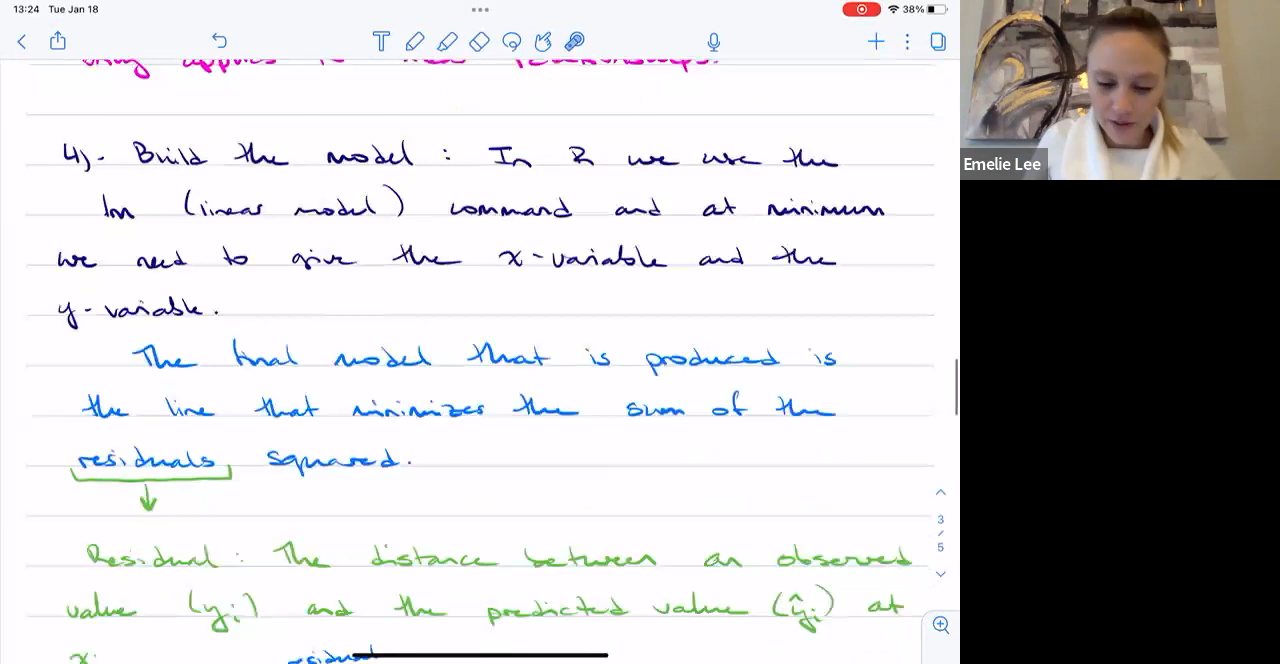 13:24 Tue Jan 18
38%
Emelie Lee
relationships.
4). Build the model : In R we use the
lm (linear model) command and at minimum
we need to give the x-variable and the
y-variable.
The final model that is produced is
the line that minimizes the sum of the
residuals squared.
Residual : The distance between an observed
value (yᵢ) and the predicted value (ŷᵢ) at
xᵢ residual
3
/
5